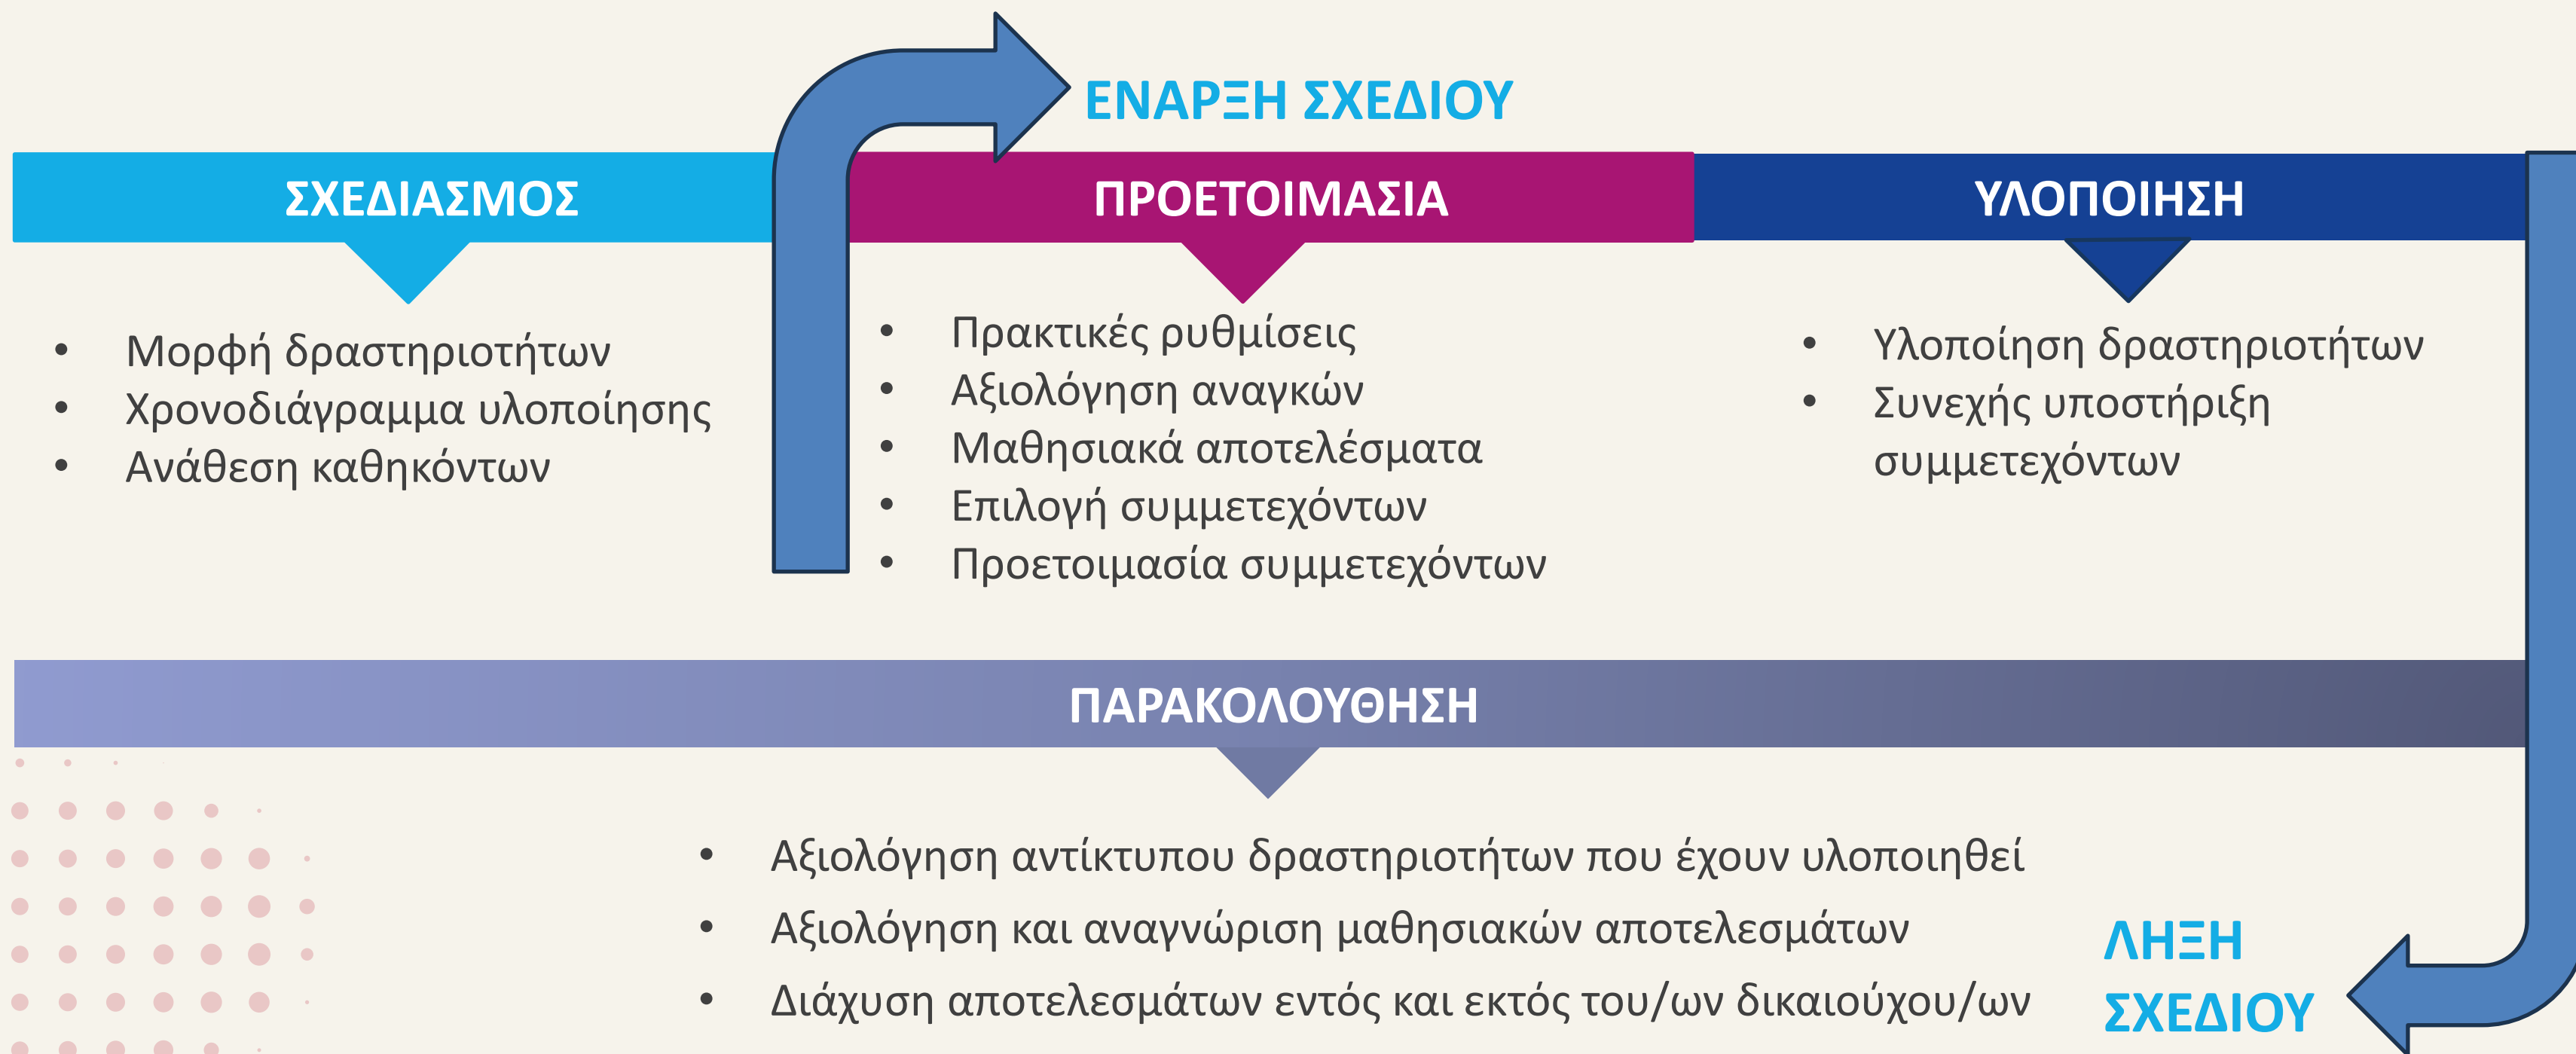 ΕΝΑΡΞΗ ΣΧΕΔΙΟΥ
ΣΧΕΔΙΑΣΜΟΣ
• Μορφή δραστηριοτήτων
• Χρονοδιάγραμμα υλοποίησης
• Ανάθεση καθηκόντων
ΠΡΟΕΤΟΙΜΑΣΙΑ
• Πρακτικές ρυθμίσεις
• Αξιολόγηση αναγκών
• Μαθησιακά αποτελέσματα
• Επιλογή συμμετεχόντων
• Προετοιμασία συμμετεχόντων
ΥΛΟΠΟΙΗΣΗ
• Υλοποίηση δραστηριοτήτων
• Συνεχής υποστήριξη
συμμετεχόντων
ΠΑΡΑΚΟΛΟΥΘΗΣΗ
• Αξιολόγηση αντίκτυπου δραστηριοτήτων που έχουν υλοποιηθεί
• Αξιολόγηση και αναγνώριση μαθησιακών αποτελεσμάτων
• Διάχυση αποτελεσμάτων εντός και εκτός του/ων δικαιούχου/ων
ΛΗΞΗ
ΣΧΕΔΙΟΥ